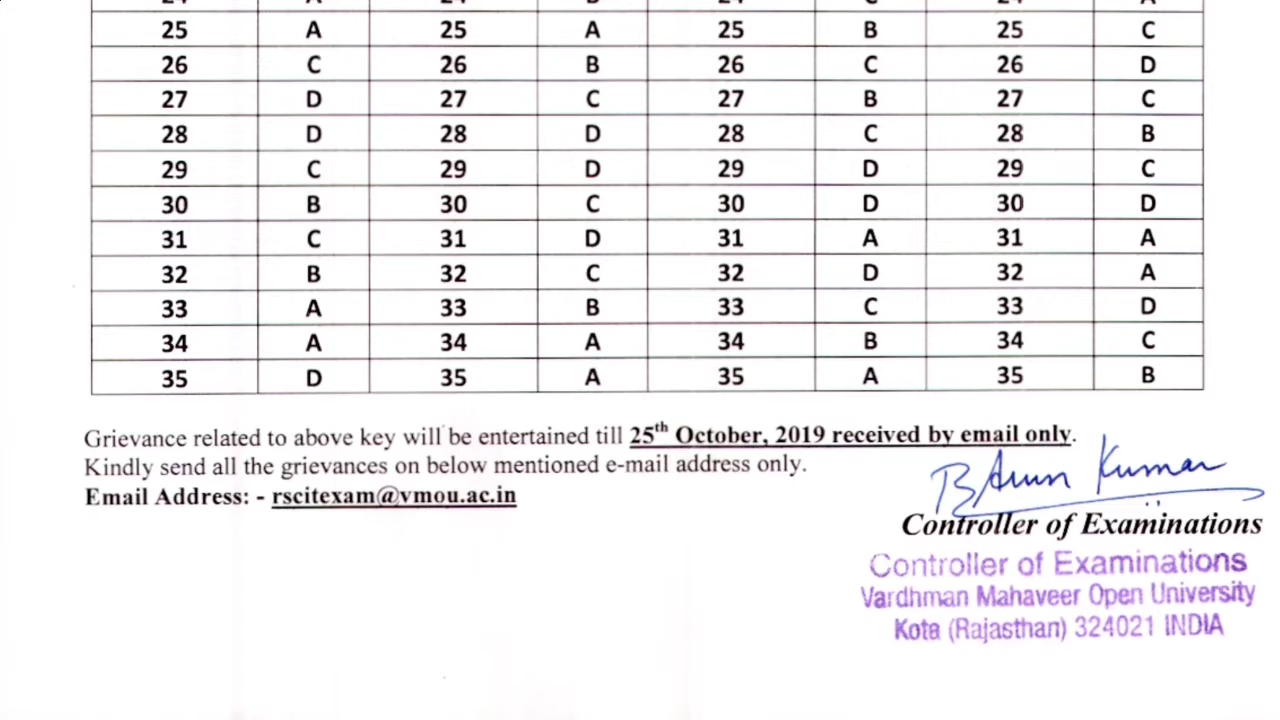 25 A 25 A 25 B 25 C
26 C 26 B 26 C 26 D
27 D 27 C 27 B 27 C
28 D 28 D 28 C 28 B
29 C 29 D 29 D 29 C
30 B 30 C 30 D 30 D
31 C 31 D 31 A 31 A
32 B 32 C 32 D 32 A
33 A 33 B 33 C 33 D
34 A 34 A 34 B 34 C
35 D 35 A 35 A 35 B
Grievance related to above key will be entertained till 25th October, 2019 received by email only.
Kindly send all the grievances on below mentioned e-mail address only.
Email Address: - rscitexam@vmou.ac.in
B Arun Kumar
Controller of Examinations
Controller of Examinations
Vardhman Mahaveer Open University
Kota (Rajasthan) 324021 INDIA